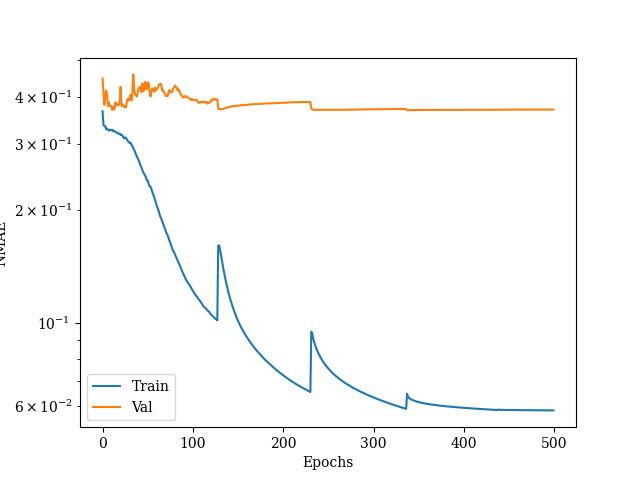 4 × 10⁻¹
3 × 10⁻¹
2 × 10⁻¹
10⁻¹
6 × 10⁻²
NMAE
Train
Val
0 100 200 300 400 500
Epochs